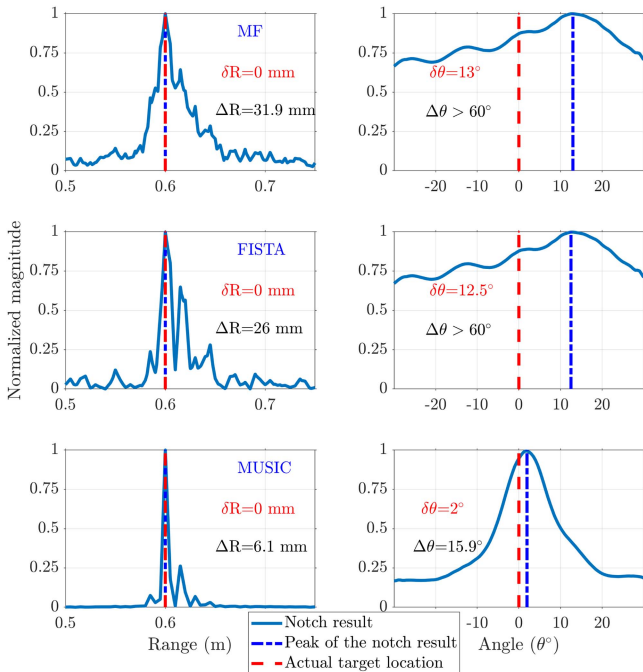 1
0.75
0.5
0.25
0
0.5
0.6
0.7
MF
δR=0 mm
ΔR=31.9 mm
1
0.75
0.5
0.25
0
-20
-10
0
10
20
δθ=13°
Δθ > 60°
Normalized magnitude
1
0.75
0.5
0.25
0
0.5
0.6
0.7
FISTA
δR=0 mm
ΔR=26 mm
1
0.75
0.5
0.25
0
-20
-10
0
10
20
δθ=12.5°
Δθ > 60°
1
0.75
0.5
0.25
0
0.5
0.6
0.7
MUSIC
δR=0 mm
ΔR=6.1 mm
Range (m)
1
0.75
0.5
0.25
0
-20
-10
0
10
20
δθ=2°
Δθ=15.9°
Angle (θ°)
Notch result
Peak of the notch result
Actual target location